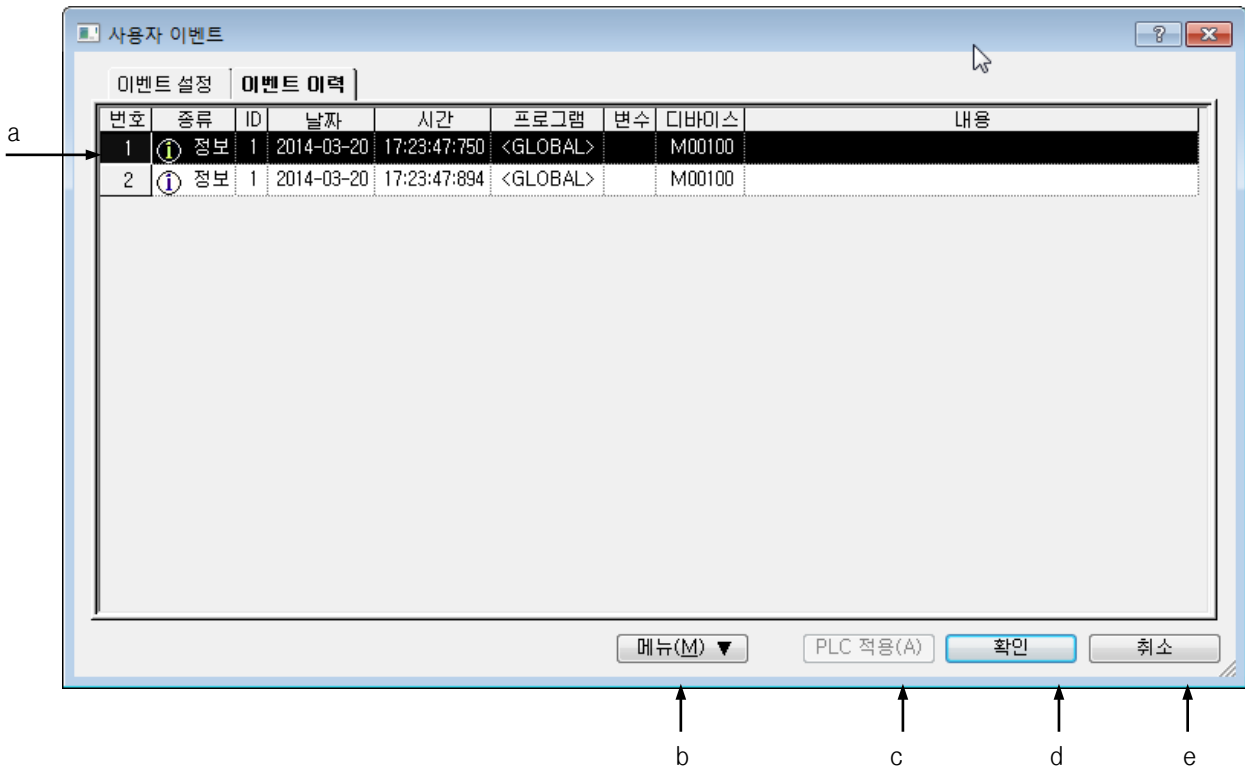 사용자 이벤트
이벤트 설정 이벤트 이력
번호 종류 ID 날짜 시간 프로그램 변수 디바이스 내용
a
1 정보 1 2014-03-20 17:23:47:750 <GLOBAL> M00100
2 정보 1 2014-03-20 17:23:47:894 <GLOBAL> M00100
메뉴(M) ▼ PLC 적용(A) 확인 취소
b c d e